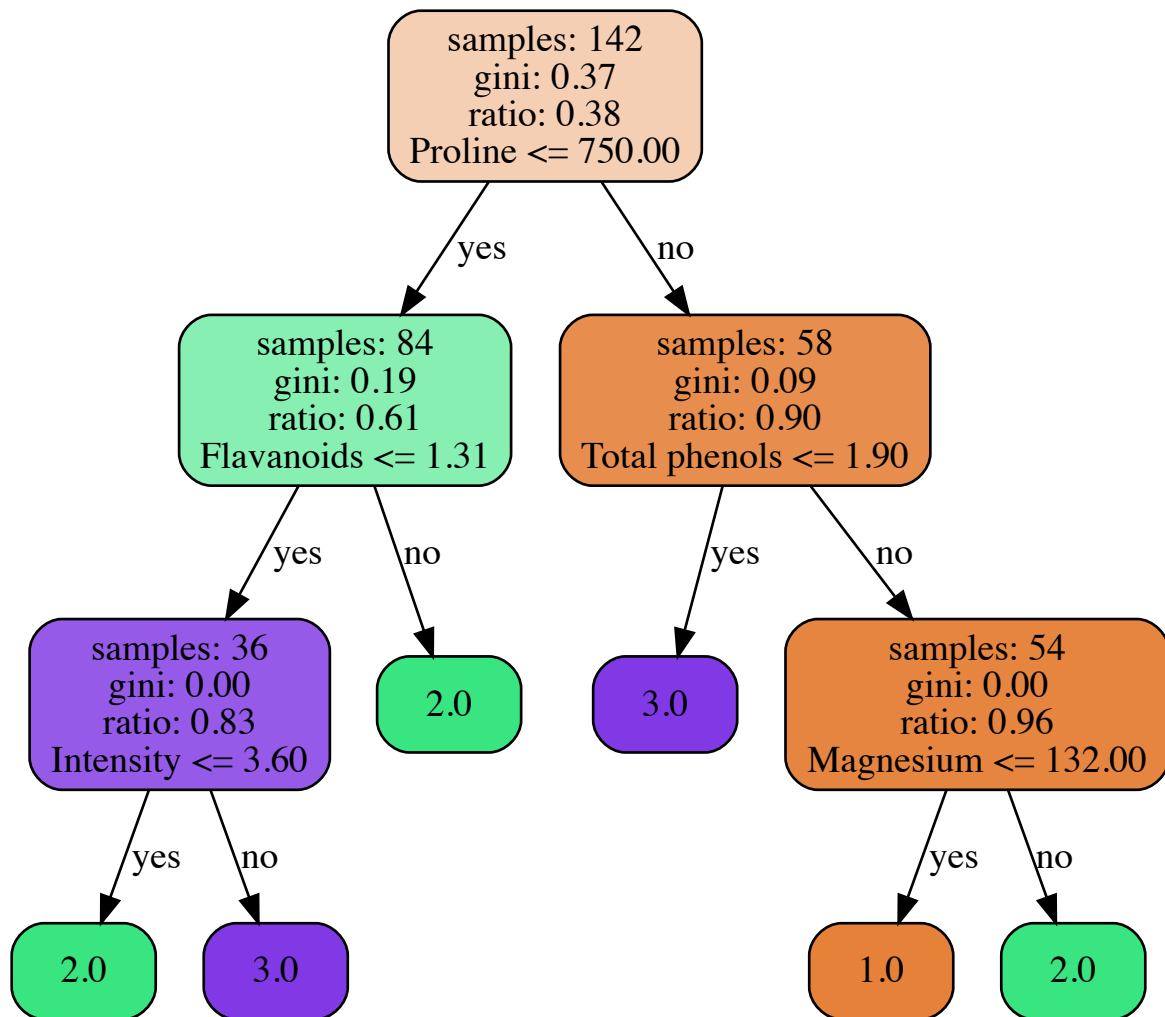 samples: 142
gini: 0.37
ratio: 0.38
Proline <= 750.00
yes
no
samples: 84
gini: 0.19
ratio: 0.61
Flavanoids <= 1.31
samples: 58
gini: 0.09
ratio: 0.90
Total phenols <= 1.90
yes
no
yes
no
samples: 36
gini: 0.00
ratio: 0.83
Intensity <= 3.60
2.0
3.0
samples: 54
gini: 0.00
ratio: 0.96
Magnesium <= 132.00
yes
no
yes
no
2.0
3.0
1.0
2.0